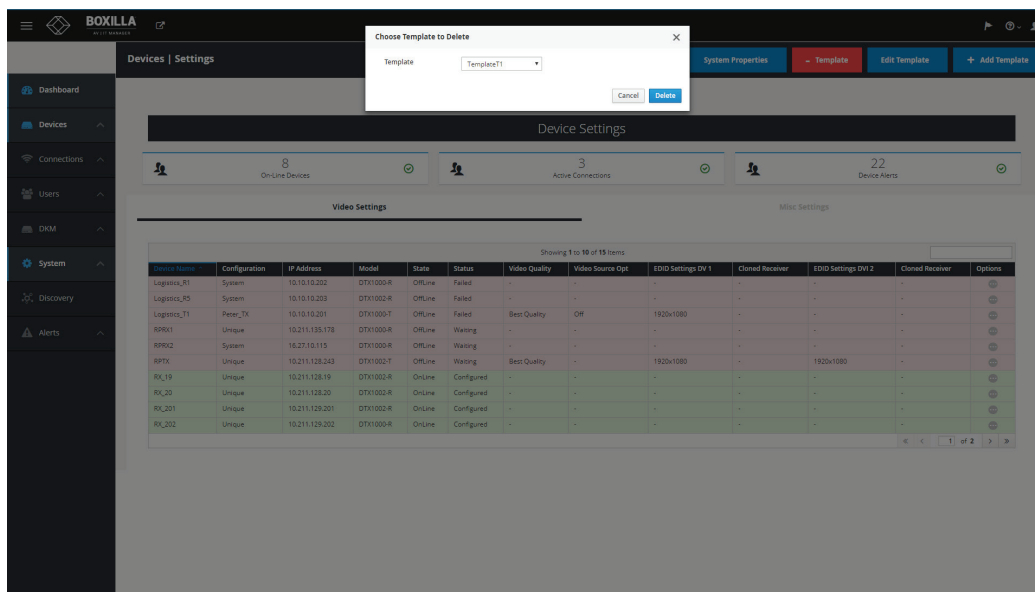 BOXILLA
Choose Template to Delete
Template
TemplateT1
Cancel
Delete
Devices | Settings
System Properties
- Template
Edit Template
+ Add Template
Dashboard
Devices
Connections
Users
DKM
System
Discovery
Alerts
Device Settings
8
On-Line Devices
3
Active Connections
22
Device Alerts
Video Settings
Misc Settings
Showing 1 to 10 of 15 Items
Device Name Configuration IP Address Model State Status Video Quality Video Source Opt EDID Settings DV 1 Cloned Receiver EDID Settings DVI 2 Cloned Receiver Options
Logistics_R1 System 10.10.10.202 DTX1000-R OffLine Failed - - - - - -
Logistics_R5 System 10.10.10.203 DTX1002-R OffLine Failed - - - - - -
Logistics_T1 Peter_TX 10.10.10.201 DTX1000-T OffLine Failed Best Quality Off 1920x1080 - - -
RPRX1 Unique 10.211.135.178 DTX1000-R OffLine Waiting - - - - - -
RPRX2 System 16.27.10.115 DTX1000-R OffLine Waiting - - - - - -
RPTX Unique 10.211.128.243 DTX1002-T OffLine Waiting Best Quality - 1920x1080 - 1920x1080 -
RX_19 Unique 10.211.128.19 DTX1002-R OnLine Configured - - - - - -
RX_20 Unique 10.211.128.20 DTX1002-R OnLine Configured - - - - - -
RX_201 Unique 10.211.129.201 DTX1002-R OnLine Configured - - - - - -
RX_202 Unique 10.211.129.202 DTX1000-R OnLine Configured - - - - - -
1 of 2